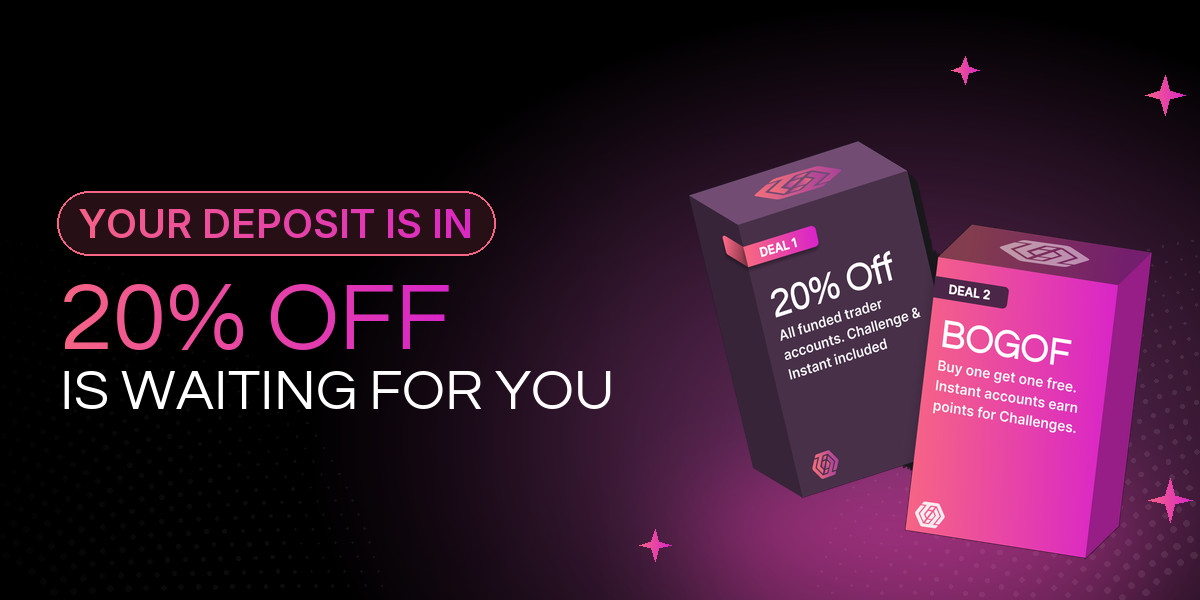 YOUR DEPOSIT IS IN
20% OFF
IS WAITING FOR YOU
DEAL 1
20% Off
All funded trader
accounts. Challenge &
Instant included
DEAL 2
BOGOF
Buy one get one free.
Instant accounts earn
points for Challenges.